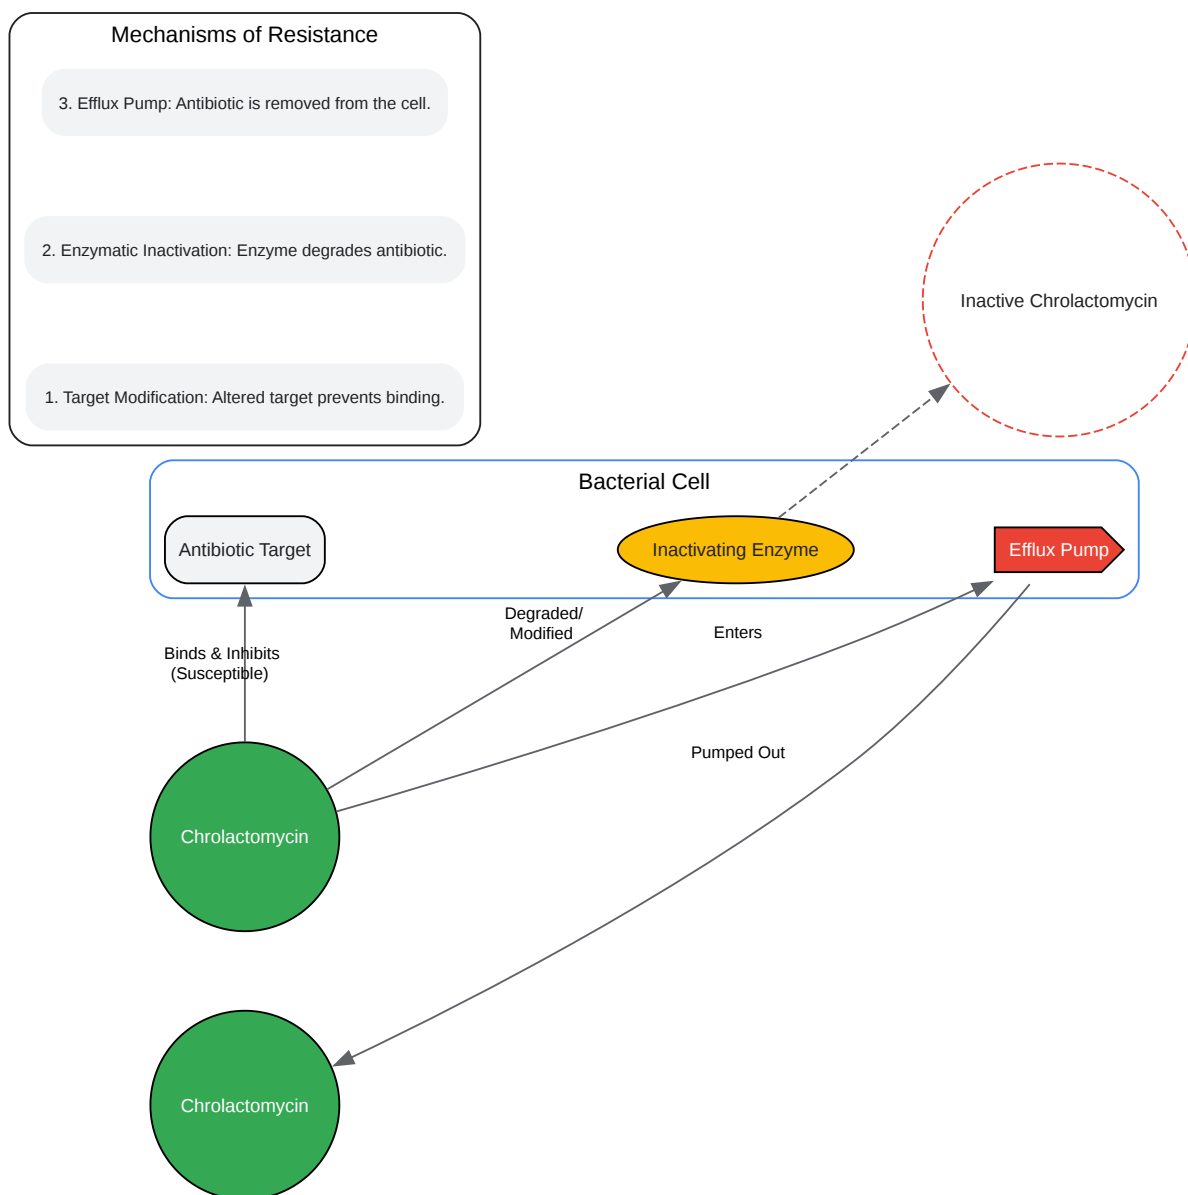 Mechanisms of Resistance
3. Efflux Pump: Antibiotic is removed from the cell.
2. Enzymatic Inactivation: Enzyme degrades antibiotic.
Inactive Chrolactomycin
1. Target Modification: Altered target prevents binding.
Bacterial Cell
Antibiotic Target
Inactivating Enzyme
Efflux Pump
Degraded/
Modified
Enters
Binds & Inhibits
(Susceptible)
Pumped Out
Chrolactomycin
Chrolactomycin